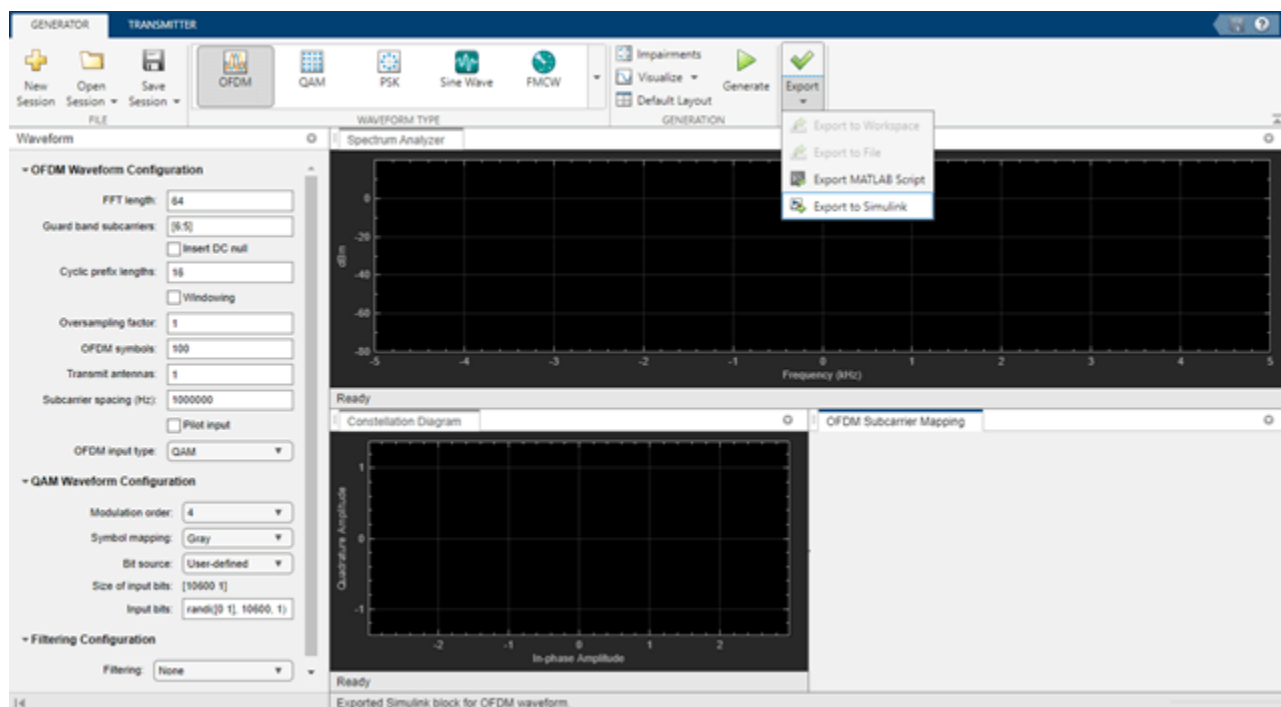 GENERATOR TRANSMITTER
New Session
Open Session
Save Session
FILE
OFDM QAM PSK Sine Wave FMCW
WAVEFORM TYPE
Impairments
Visualize
Default Layout
Generate
GENERATION
Export
Export to Workspace
Export to File
Export MATLAB Script
Export to Simulink
Waveform
OFDM Waveform Configuration
FFT length: 64
Guard band subcarriers: [6;5]
Insert DC null
Cyclic prefix lengths: 16
Windowing
Oversampling factor: 1
OFDM symbols: 100
Transmit antennas: 1
Subcarrier spacing (Hz): 1000000
Pilot input
OFDM input type: QAM
QAM Waveform Configuration
Modulation order: 4
Symbol mapping: Gray
Bit source: User-defined
Size of input bits: [10600 1]
Input bits: randi([0 1], 10600, 1)
Filtering Configuration
Filtering: None
Spectrum Analyzer
dBm
0
-20
-40
-60
-80
-5 -4 -3 -2 -1 0 1 2 3 4 5
Frequency (kHz)
Ready
Constellation Diagram
Quadrature Amplitude
1
0
-1
-2 -1 0 1 2
In-phase Amplitude
Ready
OFDM Subcarrier Mapping
Exported Simulink block for OFDM waveform.